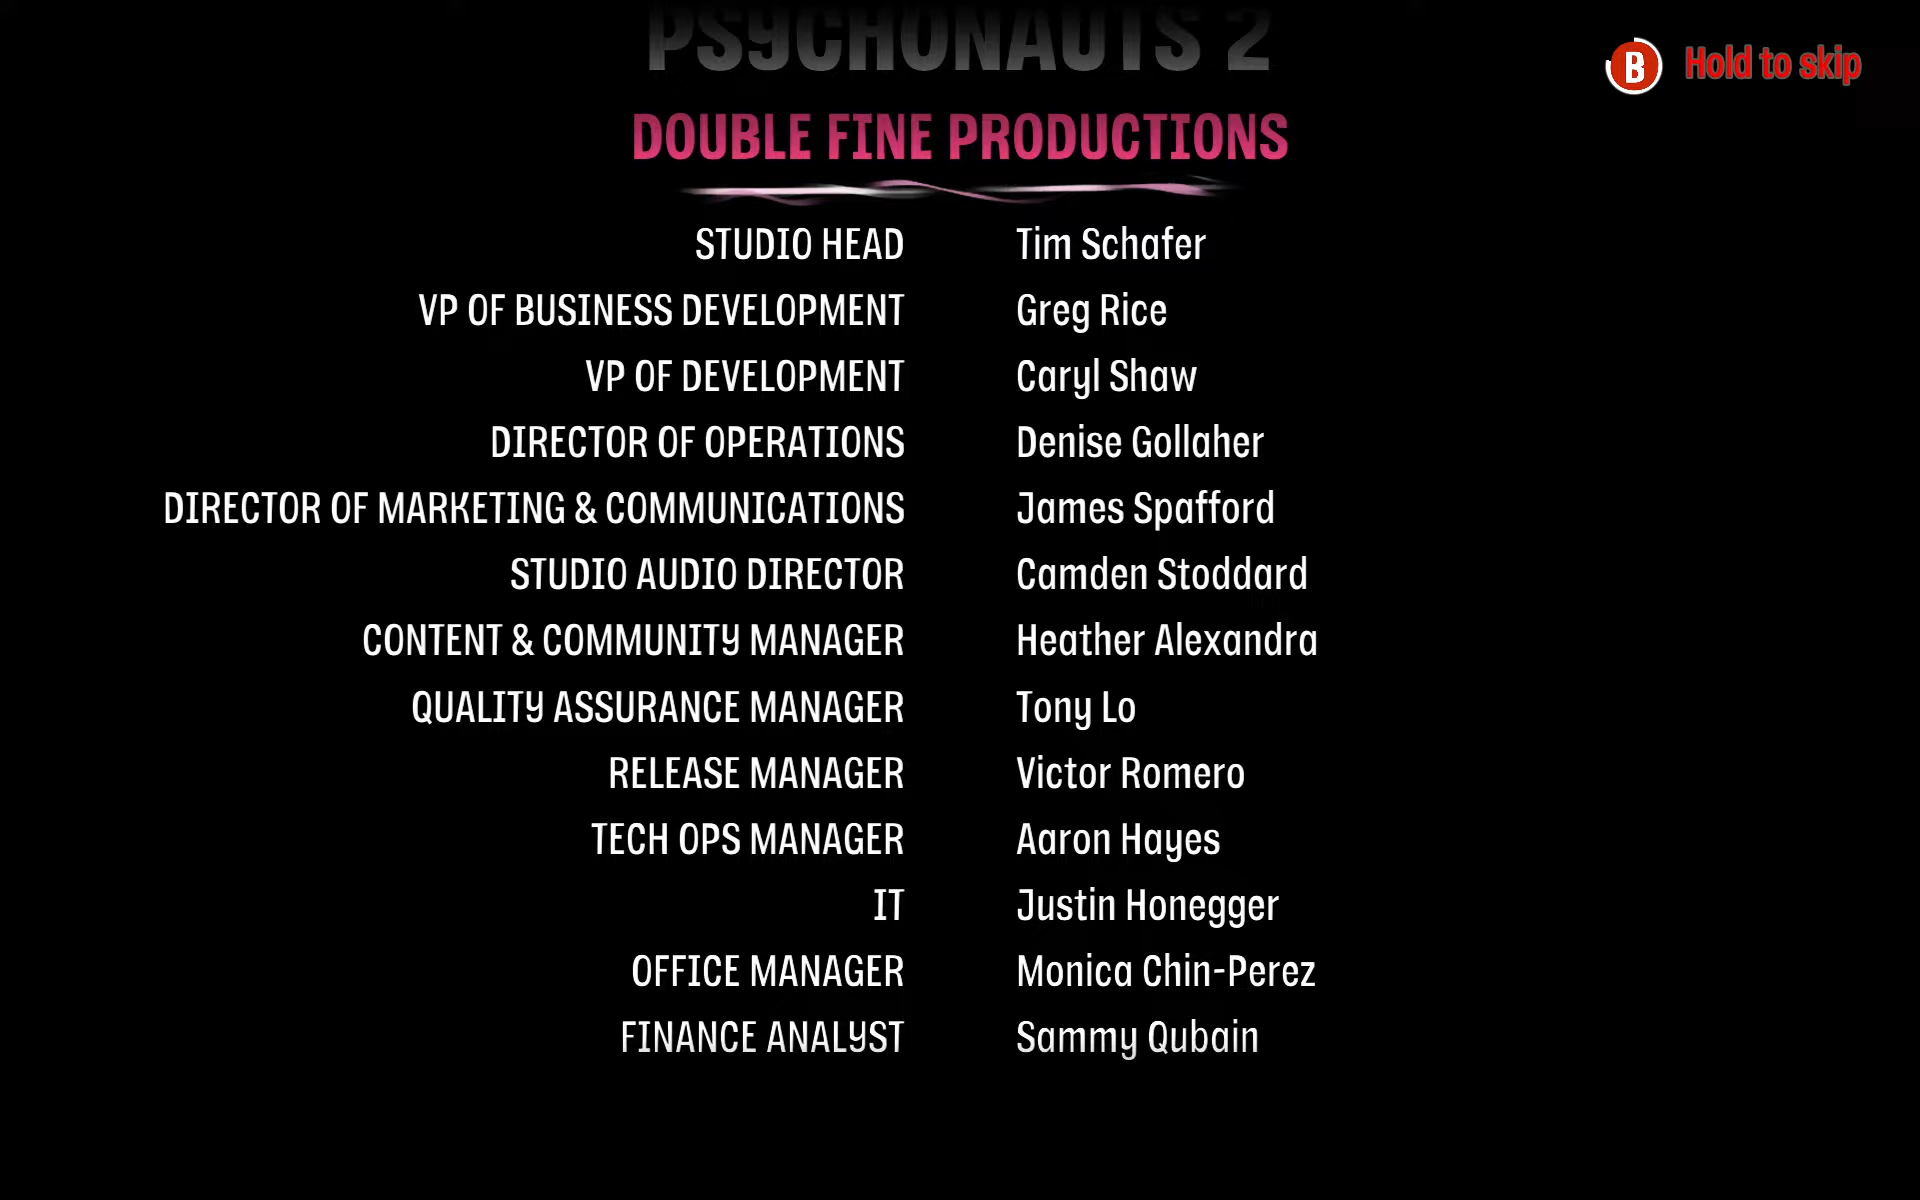 PSYCHONAUTS 2
B Hold to skip
DOUBLE FINE PRODUCTIONS
STUDIO HEAD Tim Schafer
VP OF BUSINESS DEVELOPMENT Greg Rice
VP OF DEVELOPMENT Caryl Shaw
DIRECTOR OF OPERATIONS Denise Gollaher
DIRECTOR OF MARKETING & COMMUNICATIONS James Spafford
STUDIO AUDIO DIRECTOR Camden Stoddard
CONTENT & COMMUNITY MANAGER Heather Alexandra
QUALITY ASSURANCE MANAGER Tony Lo
RELEASE MANAGER Victor Romero
TECH OPS MANAGER Aaron Hayes
IT Justin Honegger
OFFICE MANAGER Monica Chin-Perez
FINANCE ANALYST Sammy Qubain